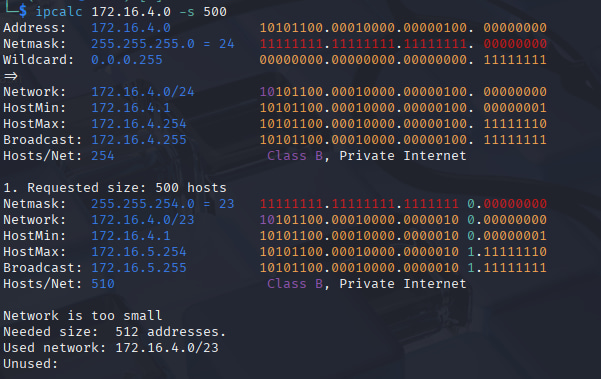 $ ipcalc 172.16.4.0 -s 500
Address: 172.16.4.0 10101100.00010000.00000100. 00000000
Netmask: 255.255.255.0 = 24 11111111.11111111.11111111. 00000000
Wildcard: 0.0.0.255 00000000.00000000.00000000. 11111111
=>
Network: 172.16.4.0/24 10101100.00010000.00000100. 00000000
HostMin: 172.16.4.1 10101100.00010000.00000100. 00000001
HostMax: 172.16.4.254 10101100.00010000.00000100. 11111110
Broadcast: 172.16.4.255 10101100.00010000.00000100. 11111111
Hosts/Net: 254 Class B, Private Internet
1. Requested size: 500 hosts
Netmask: 255.255.254.0 = 23 11111111.11111111.1111111 0.00000000
Network: 172.16.4.0/23 10101100.00010000.0000010 0.00000000
HostMin: 172.16.4.1 10101100.00010000.0000010 0.00000001
HostMax: 172.16.5.254 10101100.00010000.0000010 1.11111110
Broadcast: 172.16.5.255 10101100.00010000.0000010 1.11111111
Hosts/Net: 510 Class B, Private Internet
Network is too small
Needed size: 512 addresses.
Used network: 172.16.4.0/23
Unused: